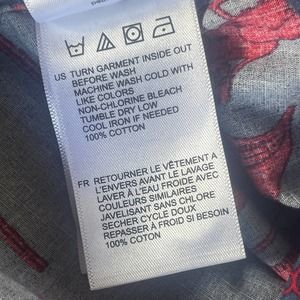 US TURN GARMENT INSIDE OUT
BEFORE WASH
MACHINE WASH COLD WITH
LIKE COLORS
NON-CHLORINE BLEACH
TUMBLE DRY LOW
COOL IRON IF NEEDED
100% COTTON
FR RETOURNER LE VÊTEMENT À
L'ENVERS AVANT LE LAVAGE
LAVER À L'EAU FROIDE AVEC
COULEURS SIMILAIRES
JAVELISANT SANS CHLORE
SECHER CYCLE DOUX
REPASSER À FROID SI BESOIN
100% COTON